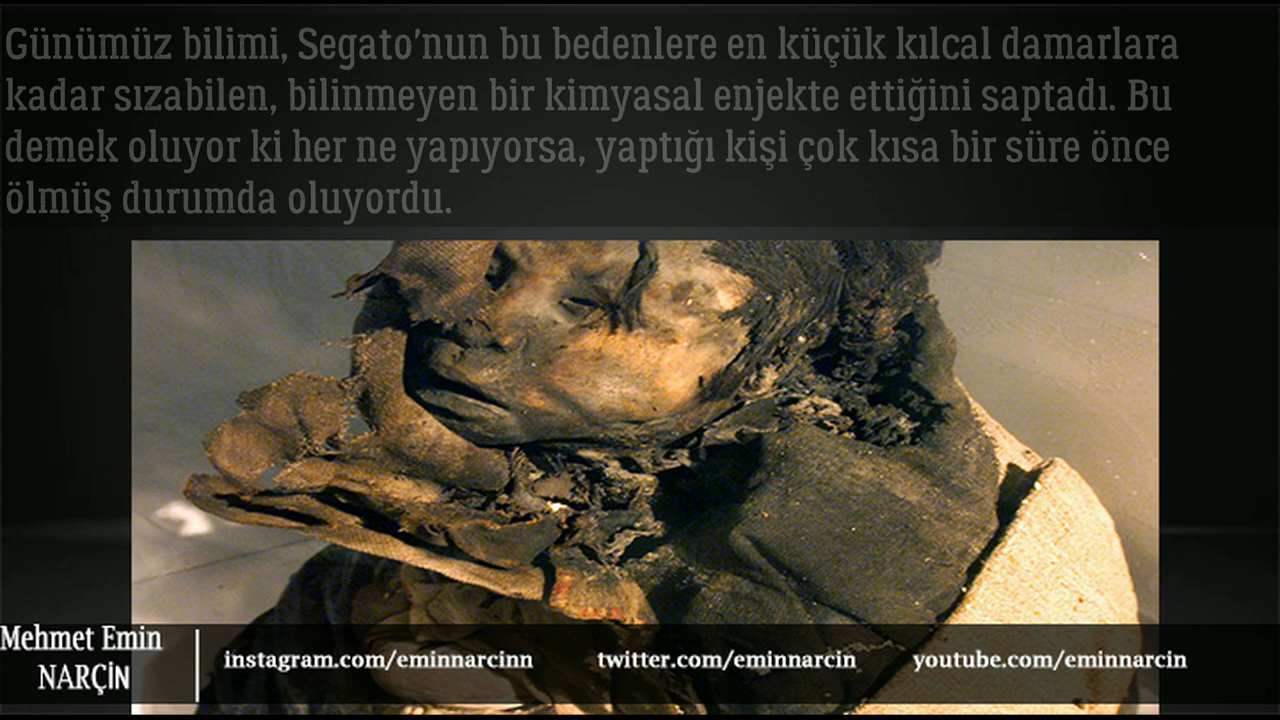 Günümüz bilimi, Segato'nun bu bedenlere en küçük kılcal damarlara
kadar sızabilen, bilinmeyen bir kimyasal enjekte ettiğini saptadı. Bu
demek oluyor ki her ne yapıyorsa, yaptığı kişi çok kısa bir süre önce
ölmüş durumda oluyordu.
Mehmet Emin
NARÇİN
instagram.com/eminnarcinn
twitter.com/eminnarcin
youtube.com/eminnarcin